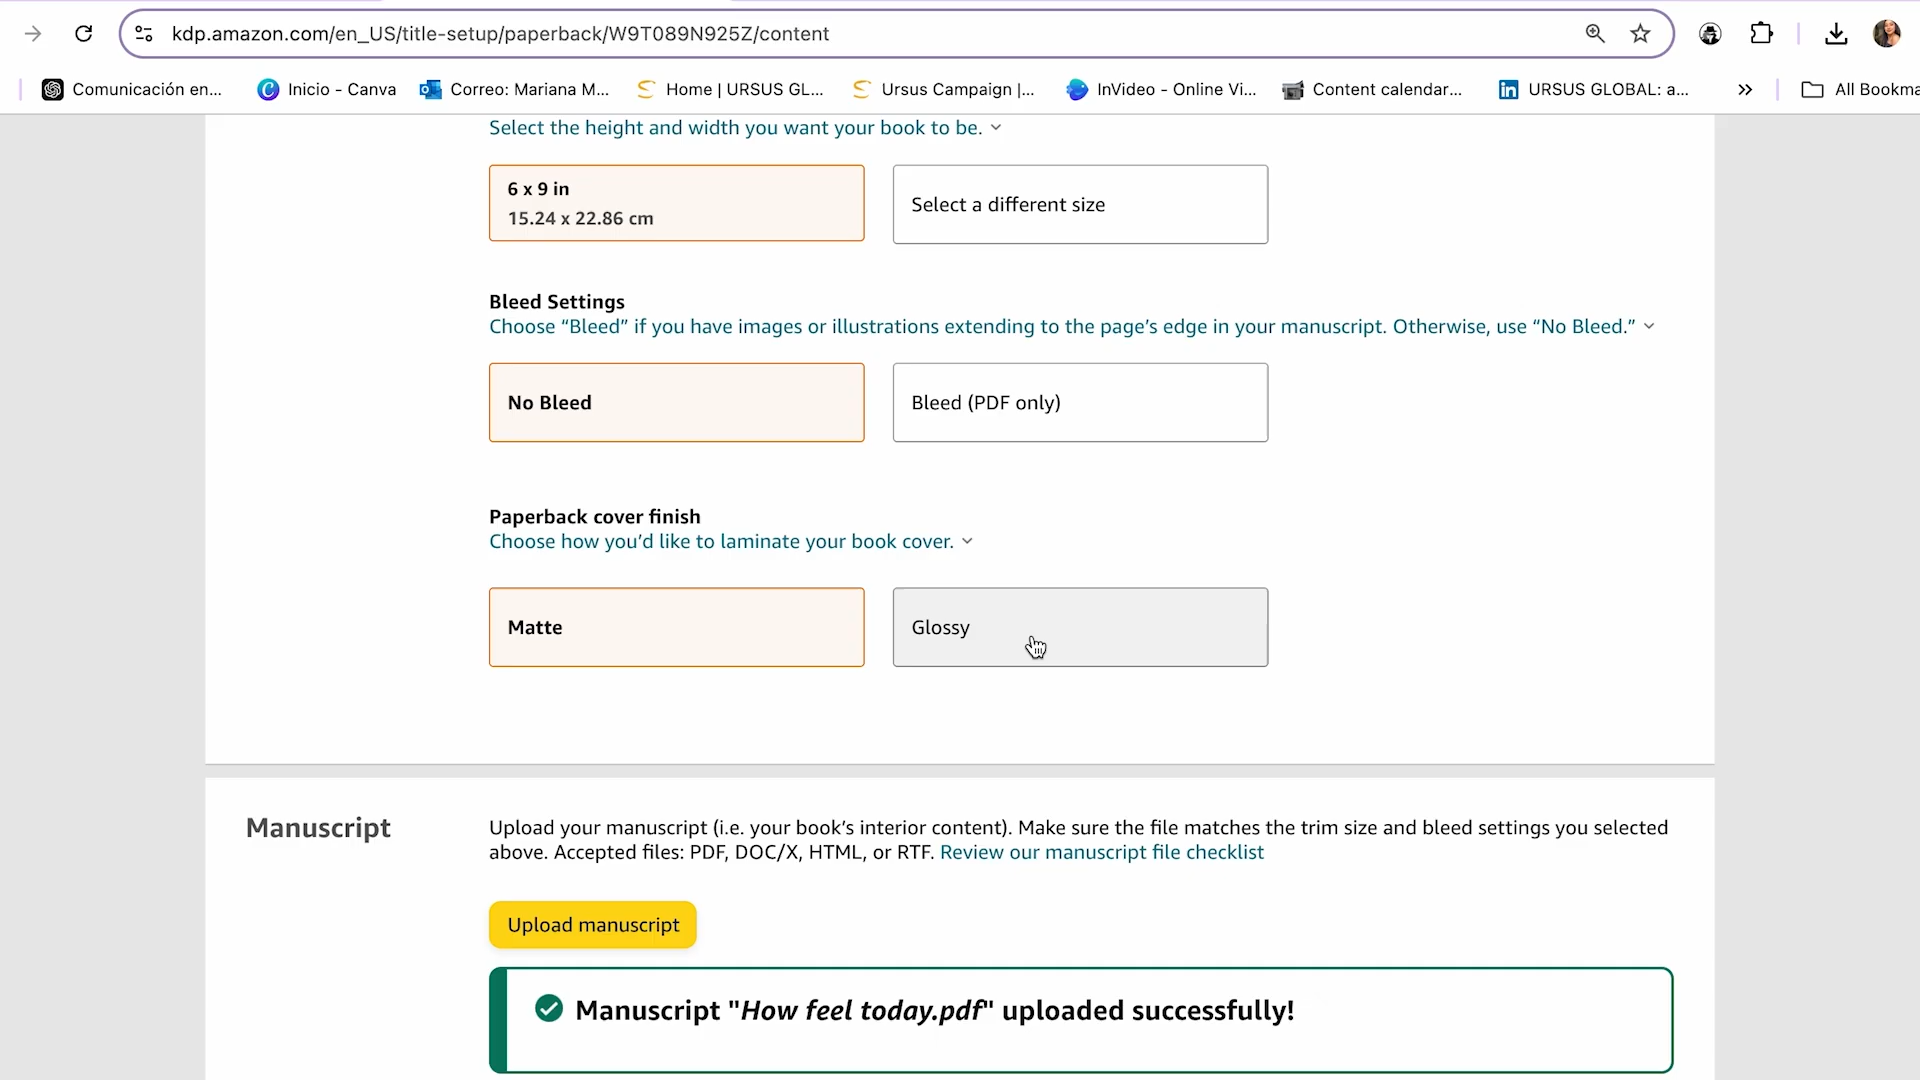 kdp.amazon.com/en_US/title-setup/paperback/W9T089N925Z/content
Comunicación en... Inicio - Canva Correo: Mariana M... Home | URSUS GL... Ursus Campaign |... InVideo - Online Vi... Content calendar... URSUS GLOBAL: a... » All Bookma
Select the height and width you want your book to be.
6 x 9 in
15.24 x 22.86 cm
Select a different size
Bleed Settings
Choose “Bleed” if you have images or illustrations extending to the page’s edge in your manuscript. Otherwise, use “No Bleed.”
No Bleed
Bleed (PDF only)
Paperback cover finish
Choose how you’d like to laminate your book cover.
Matte
Glossy
Manuscript
Upload your manuscript (i.e. your book’s interior content). Make sure the file matches the trim size and bleed settings you selected
above. Accepted files: PDF, DOC/X, HTML, or RTF. Review our manuscript file checklist
Upload manuscript
Manuscript "How feel today.pdf" uploaded successfully!